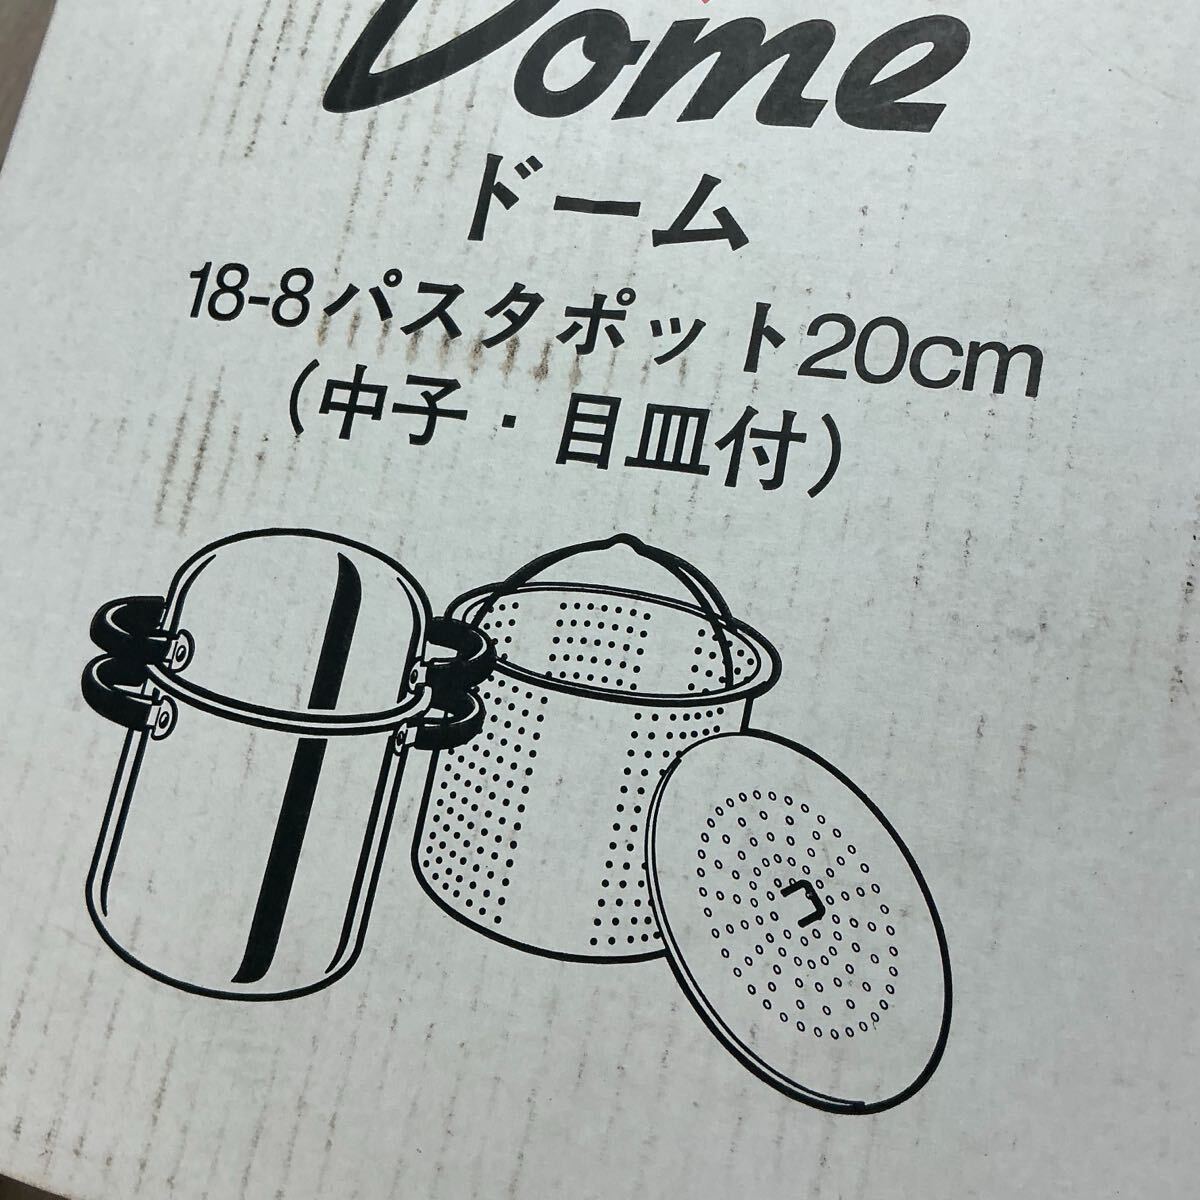 Dome
ドーム
18-8パスタポット20cm
（中子・目皿付）